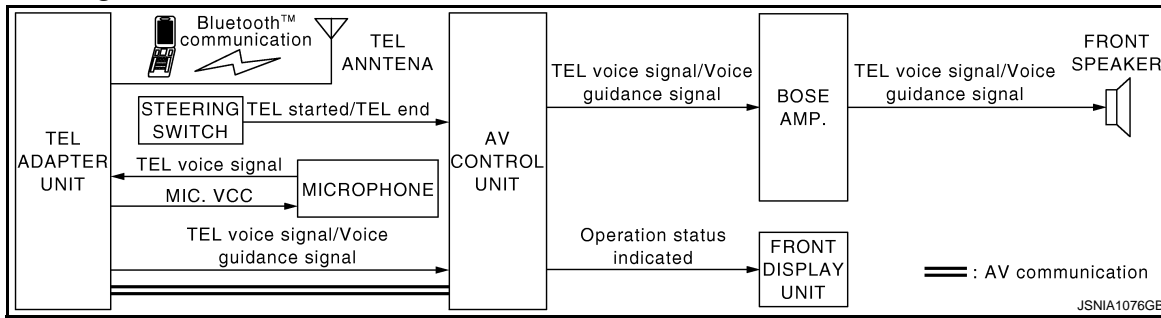 Bluetooth™
communication
TEL
ANNTENA
STEERING
SWITCH
TEL started/TEL end
TEL
ADAPTER
UNIT
TEL voice signal
MIC. VCC
MICROPHONE
TEL voice signal/Voice
guidance signal
AV
CONTROL
UNIT
TEL voice signal/Voice
guidance signal
BOSE
AMP.
TEL voice signal/Voice
guidance signal
FRONT
SPEAKER
Operation status
indicated
FRONT
DISPLAY
UNIT
: AV communication
JSNIA1076GB